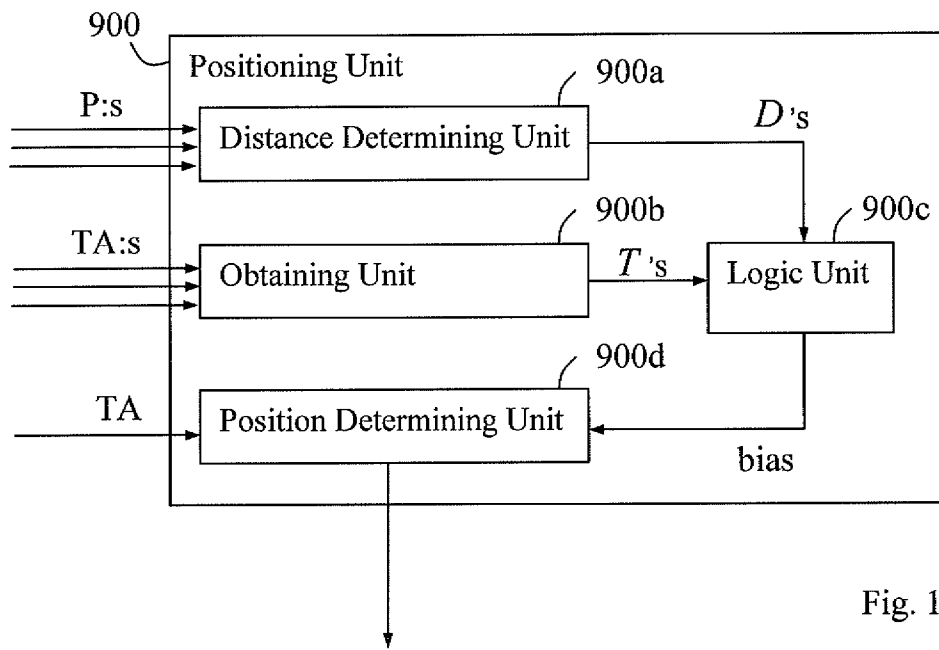 900
Positioning Unit
900a
P:s
Distance Determining Unit
D's
900b
900c
TA:s
Obtaining Unit
T's
Logic Unit
900d
TA
Position Determining Unit
bias
Fig. 1